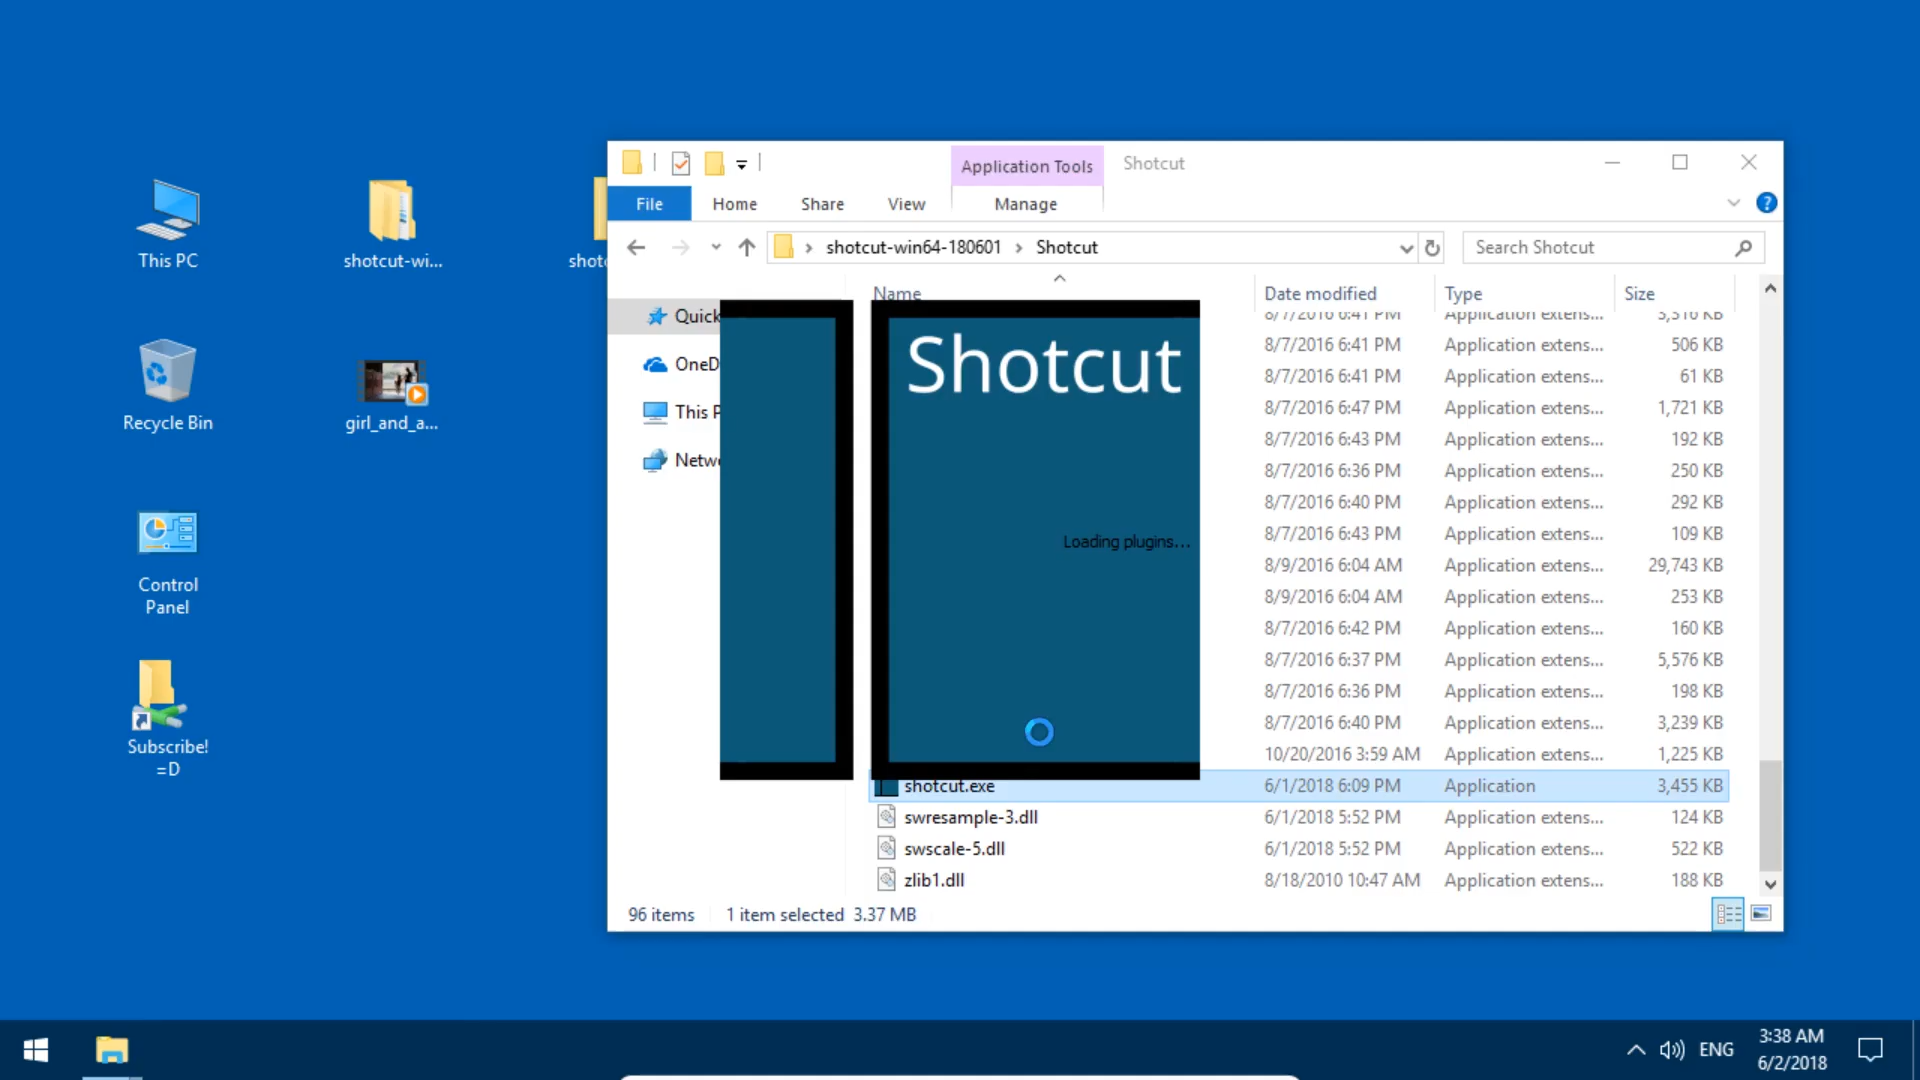 Application Tools
Shotcut
File
Home
Share
View
Manage
shotcut-win64-180601
Shotcut
Search Shotcut
Name
Date modified
Type
Size
Quick
OneD
This P
Netw
Shotcut
Loading plugins...
8/7/2016 6:41 PM Application extens... 3,516 KB
8/7/2016 6:41 PM Application extens... 506 KB
8/7/2016 6:41 PM Application extens... 61 KB
8/7/2016 6:47 PM Application extens... 1,721 KB
8/7/2016 6:43 PM Application extens... 192 KB
8/7/2016 6:36 PM Application extens... 250 KB
8/7/2016 6:40 PM Application extens... 292 KB
8/7/2016 6:43 PM Application extens... 109 KB
8/9/2016 6:04 AM Application extens... 29,743 KB
8/9/2016 6:04 AM Application extens... 253 KB
8/7/2016 6:42 PM Application extens... 160 KB
8/7/2016 6:37 PM Application extens... 5,576 KB
8/7/2016 6:36 PM Application extens... 198 KB
8/7/2016 6:40 PM Application extens... 3,239 KB
10/20/2016 3:59 AM Application extens... 1,225 KB
shotcut.exe 6/1/2018 6:09 PM Application 3,455 KB
swresample-3.dll 6/1/2018 5:52 PM Application extens... 124 KB
swscale-5.dll 6/1/2018 5:52 PM Application extens... 522 KB
zlib1.dll 8/18/2010 10:47 AM Application extens... 188 KB
96 items
1 item selected 3.37 MB
This PC
shotcut-wi...
shotc
Recycle Bin
girl_and_a...
Control
Panel
Subscribe!
=D
ENG
3:38 AM
6/2/2018